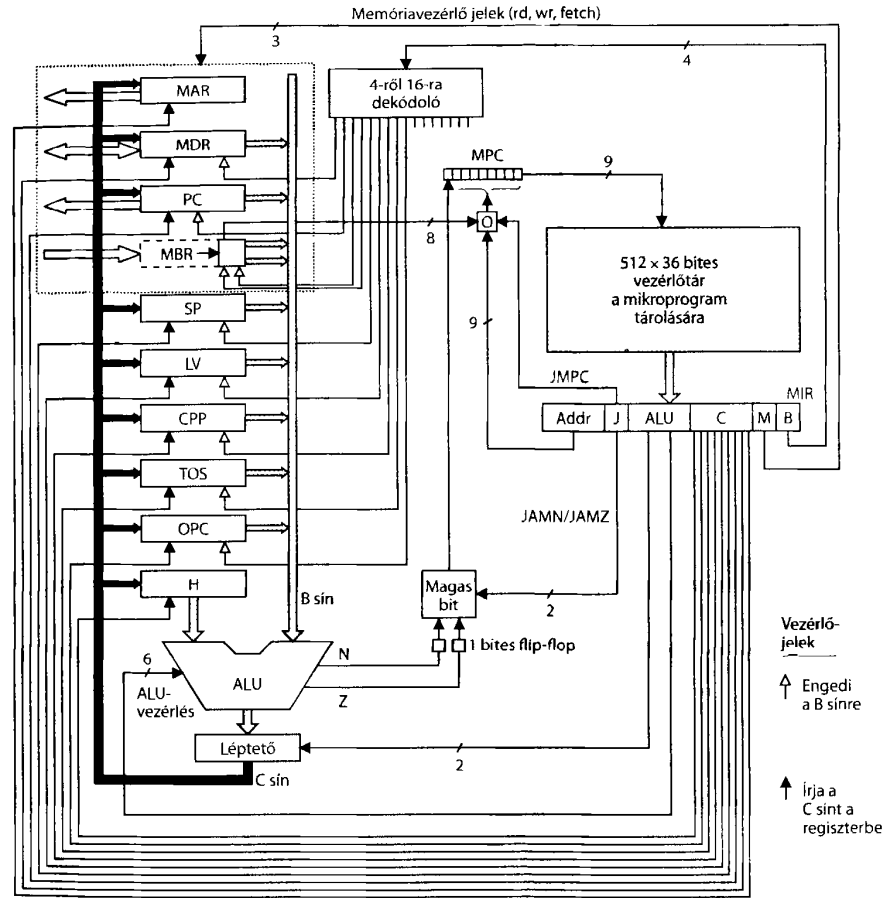 Memóriavezérlő jelek (rd, wr, fetch)
3
4
MAR
4-ről 16-ra
dekódoló
MDR
MPC
9
PC
8
O
MBR
512 × 36 bites
vezérlőtár
a mikroprogram
tárolására
SP
9
LV
JMPC
MIR
Addr
J
ALU
C
M
B
CPP
TOS
JAMN/JAMZ
OPC
H
B sín
Magas
bit
2
N
1 bites flip-flop
6
ALU
ALU-
vezérlés
Z
Vezérlő-
jelek
Engedi
a B sínre
Léptető
2
C sín
Írja a
C sínt a
regiszterbe